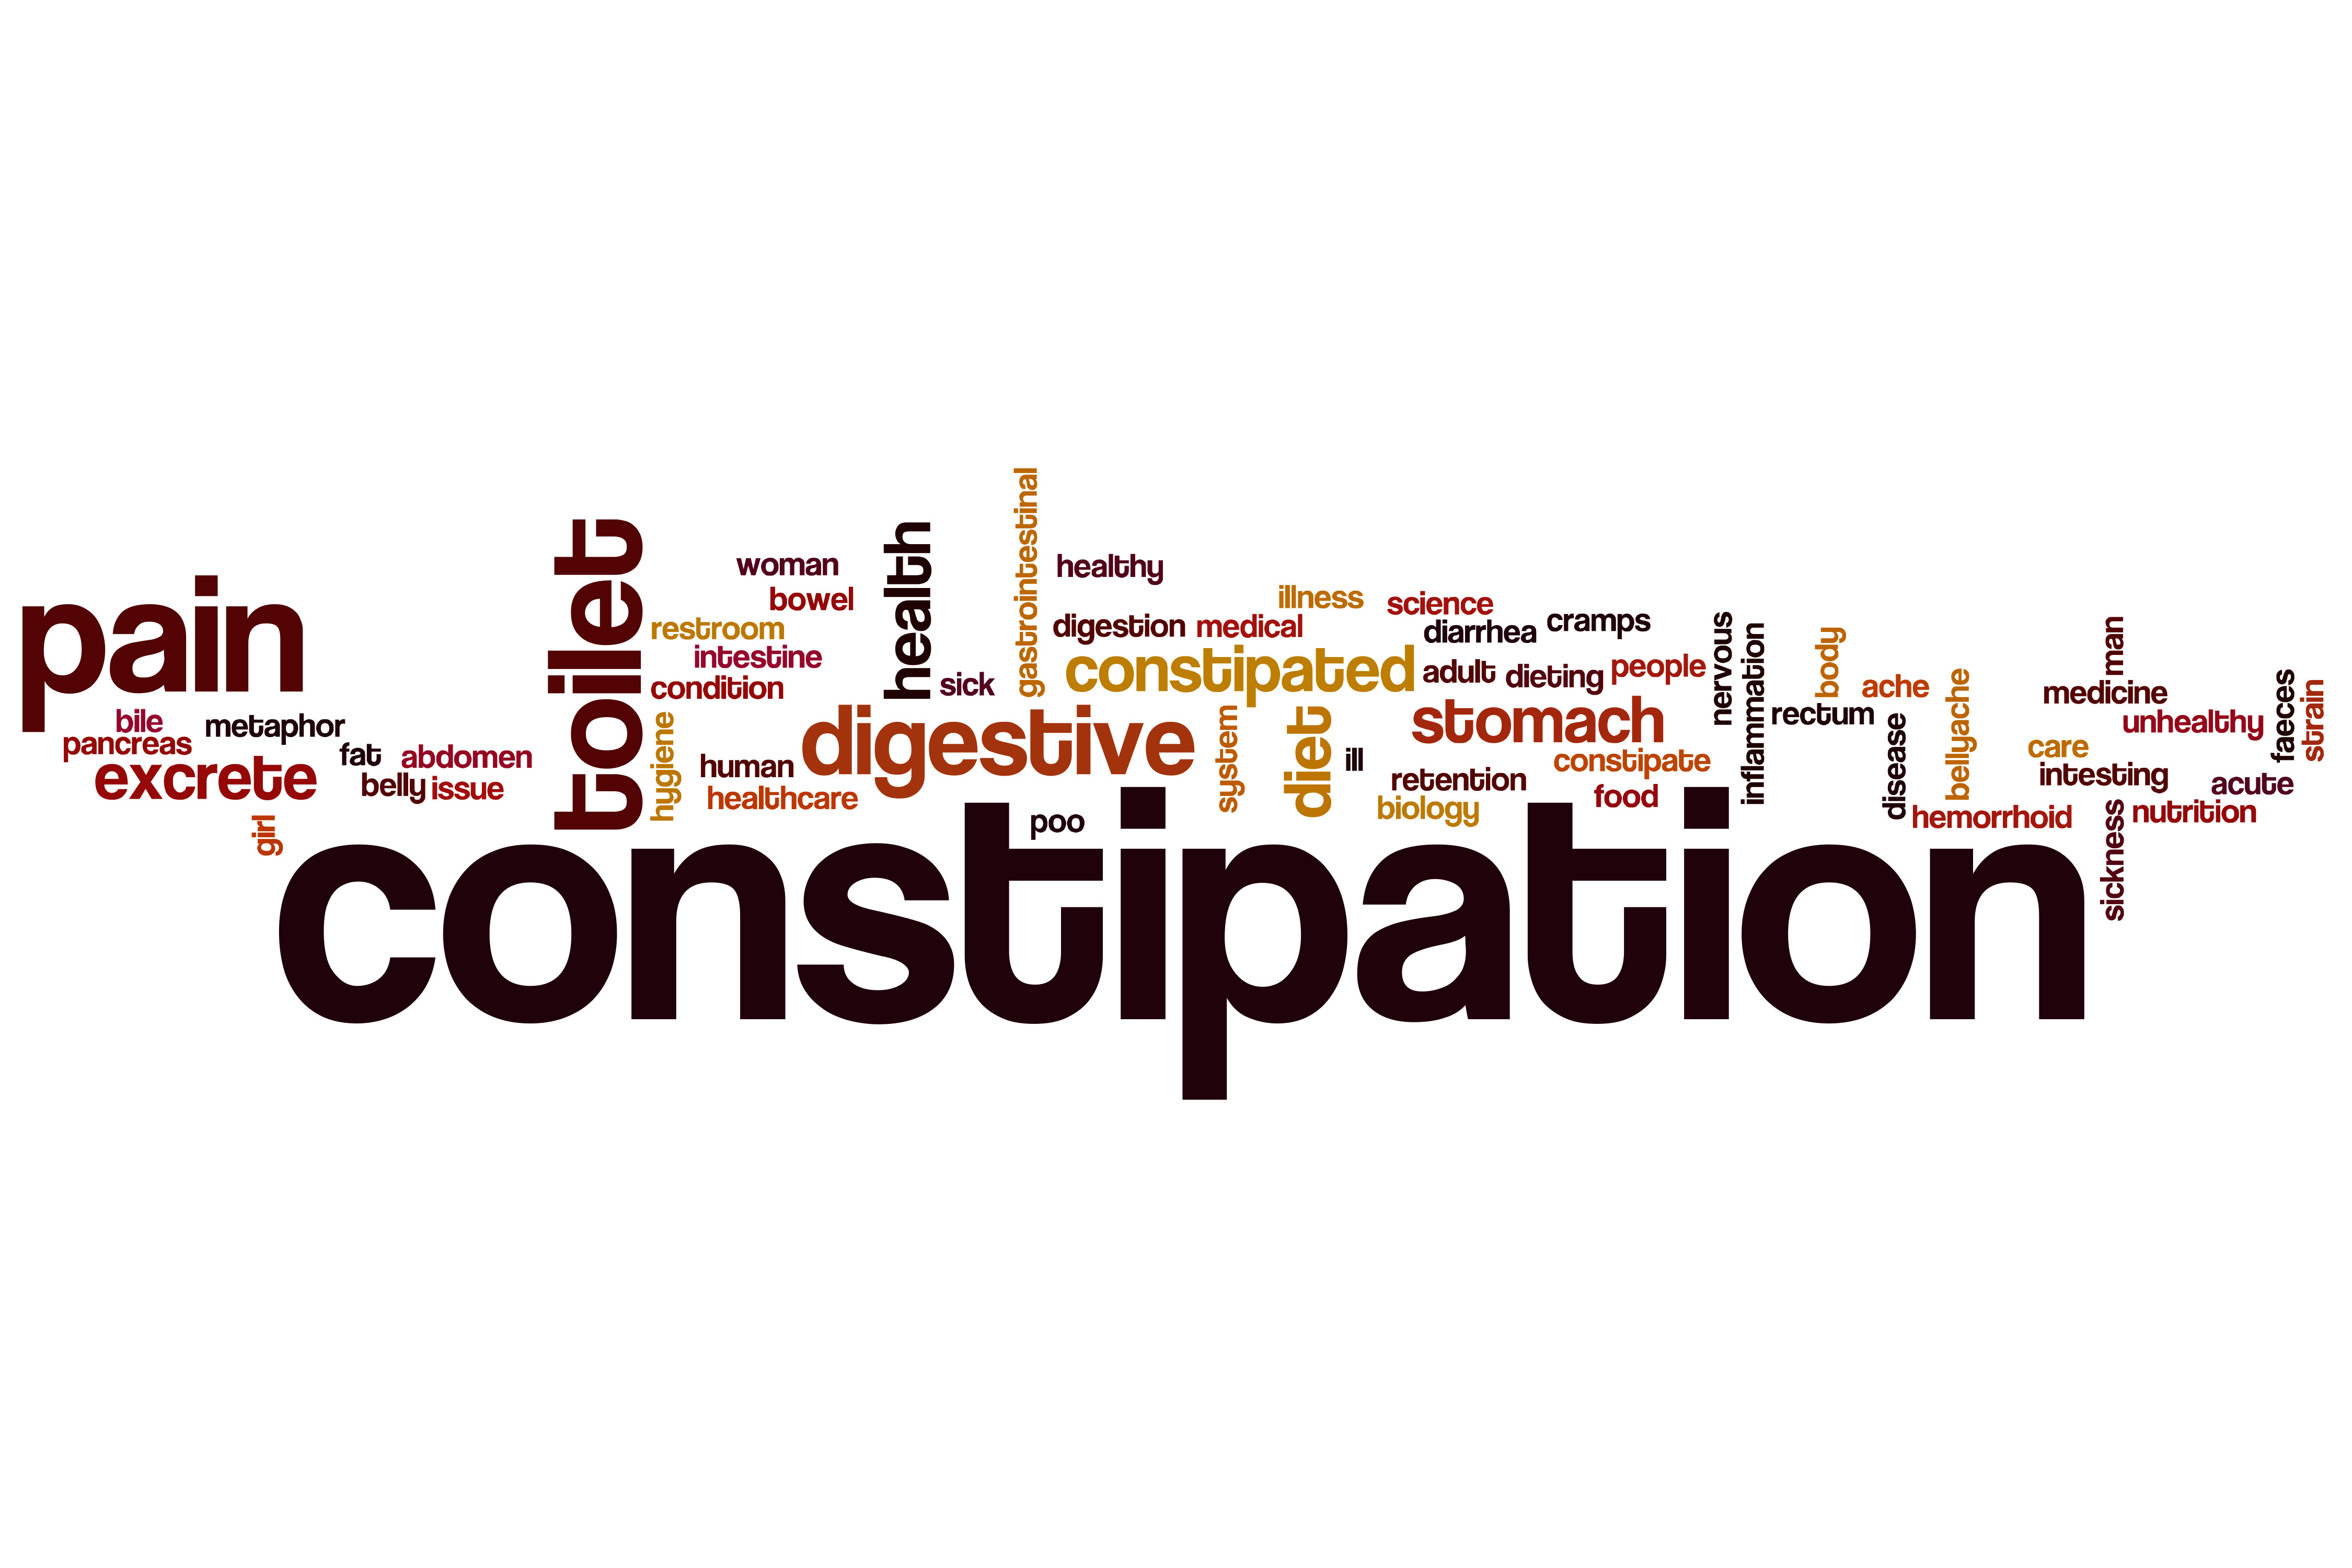 pain
bile
metaphor
pancreas
fat
abdomen
excrete
belly
issue
girl
toilet
woman
bowel
restroom
intestine
condition
hygiene
human
healthcare
health
sick
gastrointestinal
healthy
digestion
medical
illness
science
diarrhea
cramps
constipated
adult
dieting
people
digestive
system
diet
ill
stomach
retention
constipate
biology
food
poo
nervous
inflammation
body
rectum
ache
disease
bellyache
hemorrhoid
man
medicine
unhealthy
care
intesting
acute
faeces
strain
nutrition
sickness
constipation